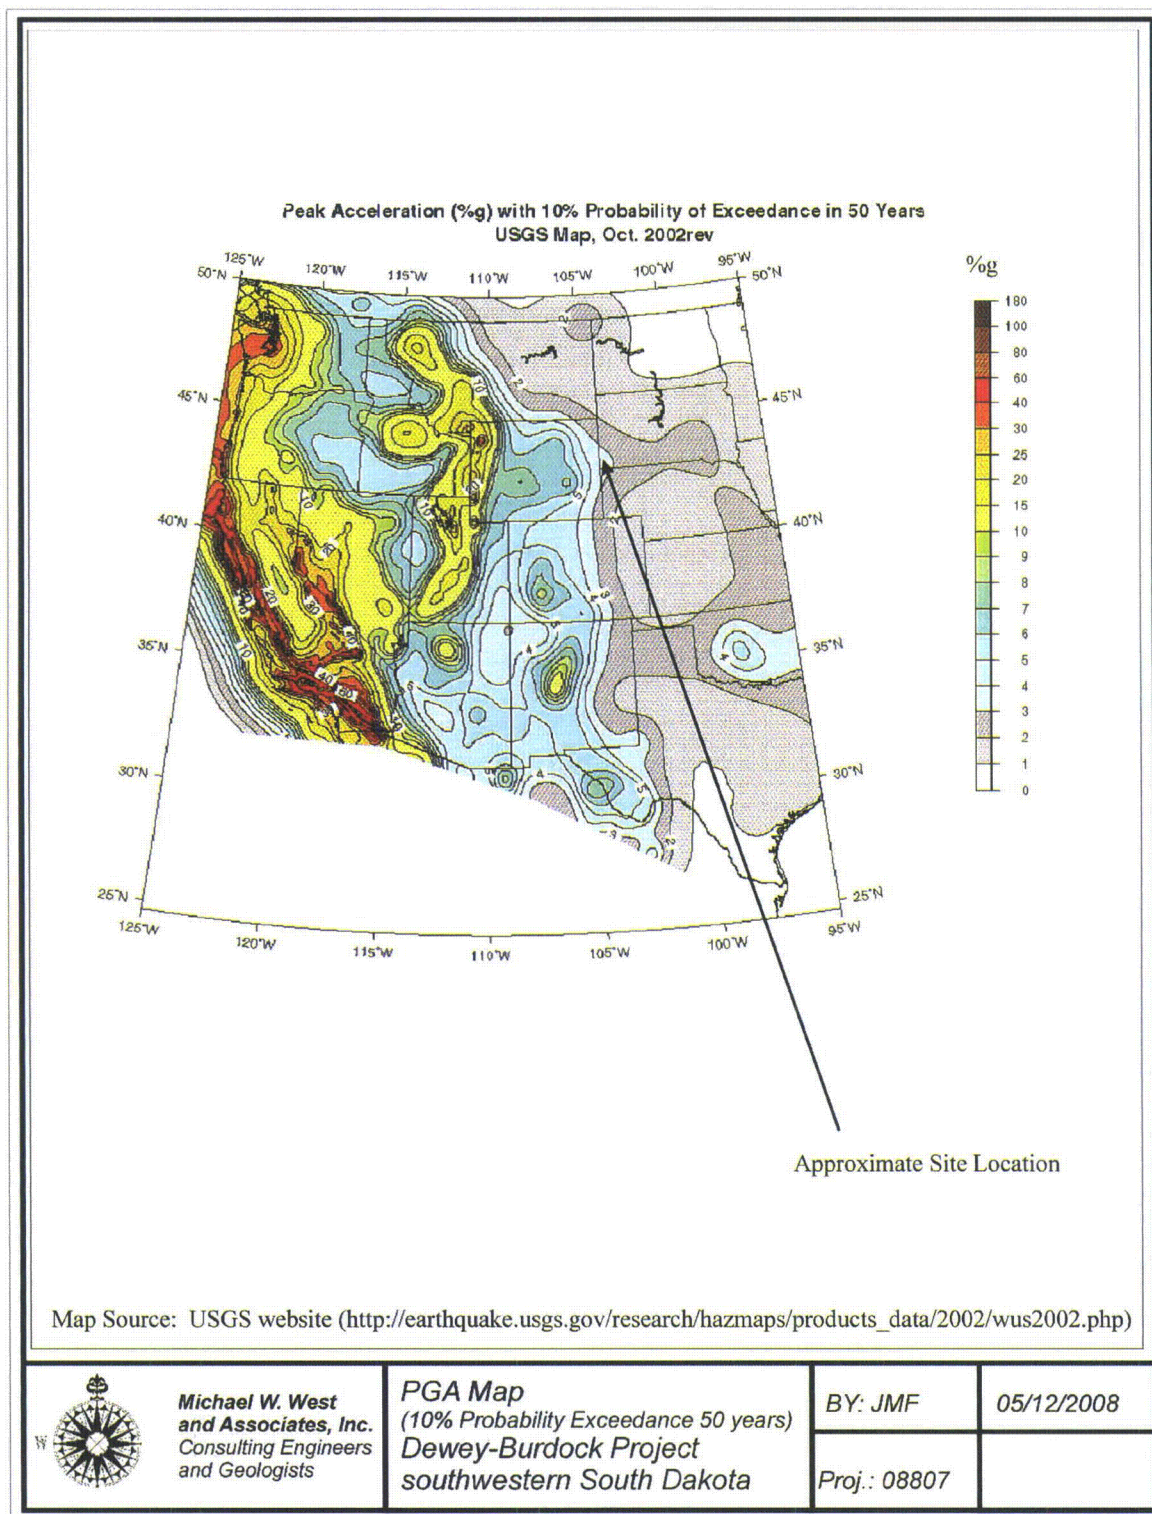 Peak Acceleration (%g) with 10% Probability of Exceedance in 50 Years
USGS Map, Oct. 2002rev
125°W
120°W
115°W
110°W
105°W
100°W
95°W
50°N
50°N
%g
180
100
80
60
40
30
25
20
15
10
9
8
7
6
5
4
3
2
1
0
45°N
45°N
40°N
40°N
35°N
35°N
30°N
30°N
25°N
25°N
125°W
120°W
115°W
110°W
105°W
100°W
95°W
Approximate Site Location
Map Source: USGS website (http://earthquake.usgs.gov/research/hazmaps/products_data/2002/wus2002.php)
Michael W. West
and Associates, Inc.
Consulting Engineers
and Geologists
PGA Map
(10% Probability Exceedance 50 years)
Dewey-Burdock Project
southwestern South Dakota
BY: JMF
05/12/2008
Proj.: 08807